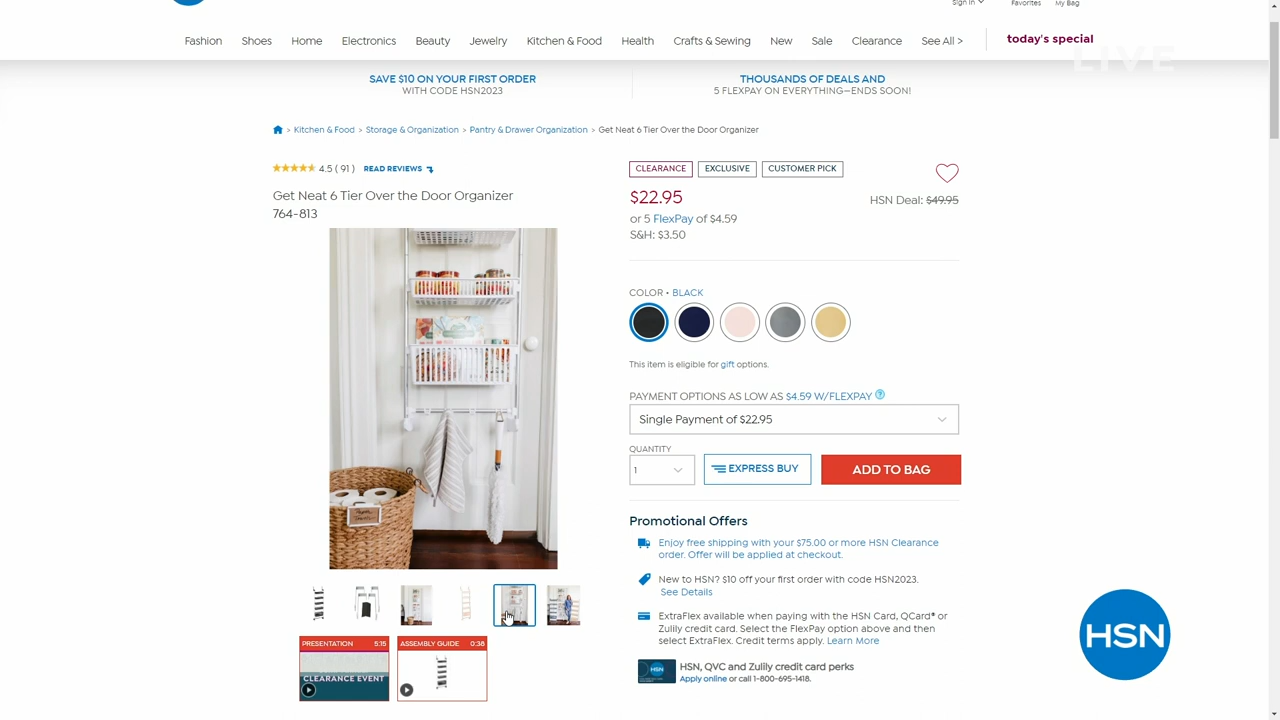 Sign In
Favorites
My Bag
Fashion Shoes Home Electronics Beauty Jewelry Kitchen & Food Health Crafts & Sewing New Sale Clearance See All > today's special
LIVE
SAVE $10 ON YOUR FIRST ORDER
WITH CODE HSN2023
THOUSANDS OF DEALS AND
5 FLEXPAY ON EVERYTHING—ENDS SOON!
> Kitchen & Food > Storage & Organization > Pantry & Drawer Organization > Get Neat 6 Tier Over the Door Organizer
4.5 ( 91 ) READ REVIEWS
Get Neat 6 Tier Over the Door Organizer
764-813
CLEARANCE EXCLUSIVE CUSTOMER PICK
$22.95
HSN Deal: $49.95
or 5 FlexPay of $4.59
S&H: $3.50
COLOR • BLACK
This item is eligible for gift options.
PAYMENT OPTIONS AS LOW AS $4.59 W/FLEXPAY ?
Single Payment of $22.95
QUANTITY
1
EXPRESS BUY
ADD TO BAG
Promotional Offers
Enjoy free shipping with your $75.00 or more HSN Clearance
order. Offer will be applied at checkout.
New to HSN? $10 off your first order with code HSN2023.
See Details
ExtraFlex available when paying with the HSN Card, QCard® or
Zulily credit card. Select the FlexPay option above and then
select ExtraFlex. Credit terms apply. Learn More
HSN
HSN, QVC and Zulily credit card perks
Apply online or call 1-800-695-1418.
PRESENTATION 5:15
CLEARANCE EVENT
ASSEMBLY GUIDE 0:38
HSN